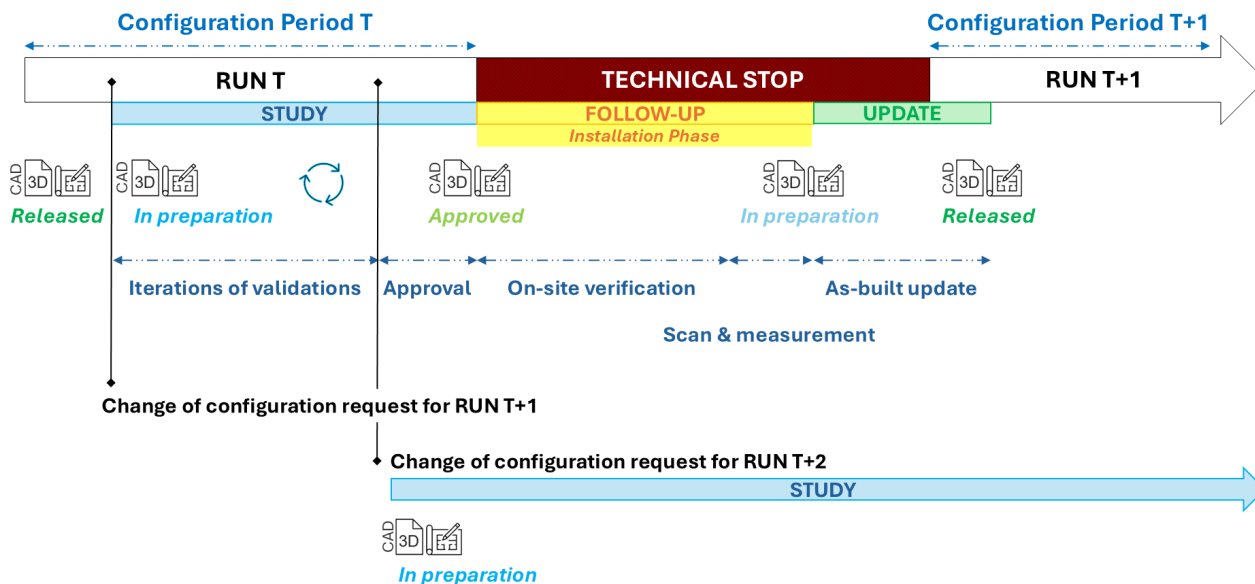 Configuration Period T
Configuration Period T+1
RUN T
TECHNICAL STOP
RUN T+1
STUDY
FOLLOW-UP
UPDATE
Installation Phase
CAD
3D
CAD
3D
CAD
3D
CAD
3D
CAD
3D
Released
In preparation
Approved
In preparation
Released
Iterations of validations
Approval
On-site verification
As-built update
Scan & measurement
Change of configuration request for RUN T+1
Change of configuration request for RUN T+2
STUDY
CAD
3D
In preparation